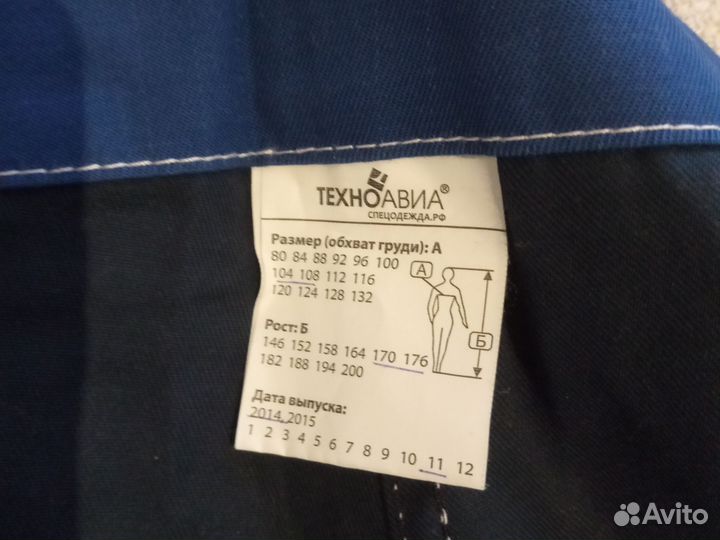 ТЕХНОАВИА®
СПЕЦОДЕЖДА.РФ
Размер (обхват груди): А
80 84 88 92 96 100
104 108 112 116
120 124 128 132
А
Рост: Б
146 152 158 164 170 176
182 188 194 200
Б
Дата выпуска:
2014, 2015
1 2 3 4 5 6 7 8 9 10 11 12
Avito